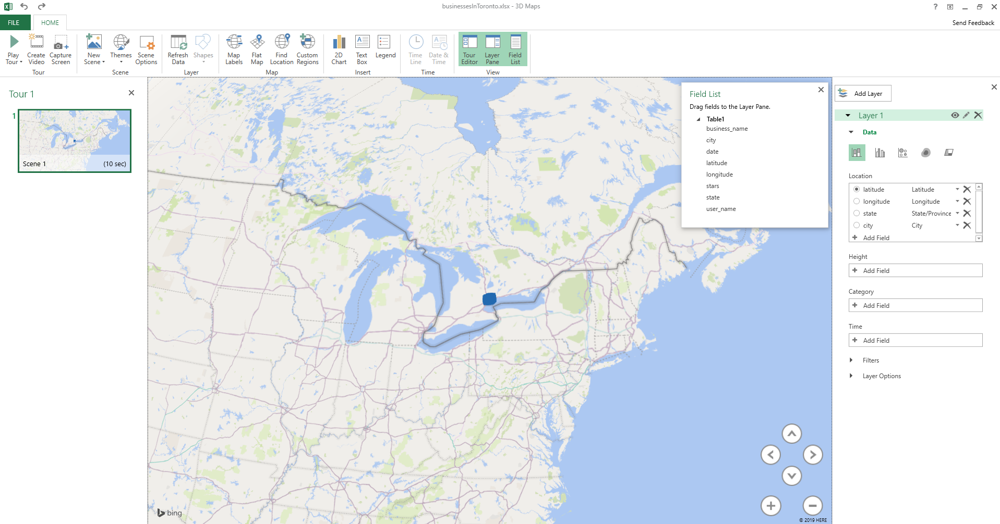 businessesInToronto.xlsx - 3D Maps
?
FILE
HOME
Send Feedback
Play Tour
Create Video
Capture Screen
Tour
New Scene
Themes
Scene Options
Scene
Refresh Data
Shapes
Layer
Map Labels
Flat Map
Find Location
Custom Regions
Map
2D Chart
Text Box
Legend
Insert
Time Line
Date & Time
Time
Tour Editor
Layer Pane
Field List
View
Tour 1
1
Scene 1 (10 sec)
Field List
Drag fields to the Layer Pane.
Table1
business_name
city
date
latitude
longitude
stars
state
user_name
bing
© 2019 HERE
Add Layer
Layer 1
Data
Location
latitude Latitude
longitude Longitude
state State/Province
city City
Add Field
Height
Add Field
Category
Add Field
Time
Add Field
Filters
Layer Options